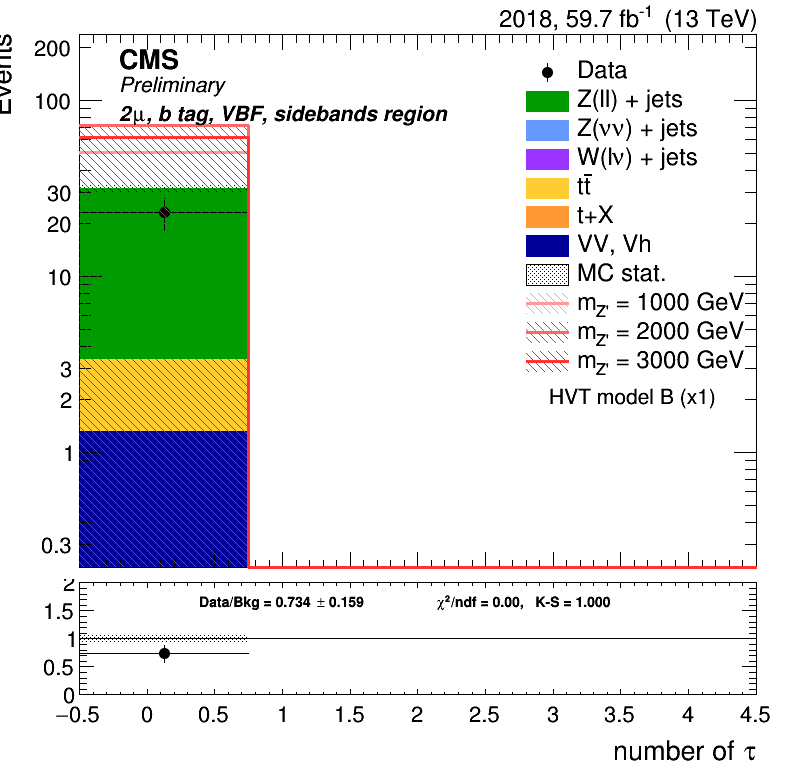 2018, 59.7 fb⁻¹ (13 TeV)
Events
CMS
Preliminary
2μ, b tag, VBF, sidebands region
Data
Z(ll) + jets
Z(νν) + jets
W(lν) + jets
tt̄
t+X
VV, Vh
MC stat.
m_Z' = 1000 GeV
m_Z' = 2000 GeV
m_Z' = 3000 GeV
HVT model B (x1)
200
100
30
20
10
3
2
1
0.3
Data/Bkg = 0.734 ± 0.159
χ²/ndf = 0.00, K-S = 1.000
2
1.5
1
0.5
0
−0.5 0 0.5 1 1.5 2 2.5 3 3.5 4 4.5
number of τ